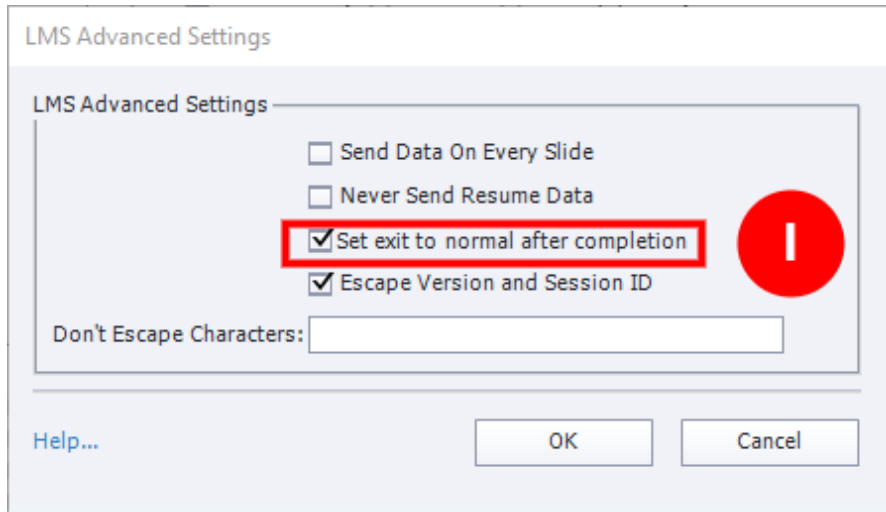 LMS Advanced Settings
LMS Advanced Settings
Send Data On Every Slide
Never Send Resume Data
Set exit to normal after completion
I
Escape Version and Session ID
Don't Escape Characters:
Help...
OK
Cancel